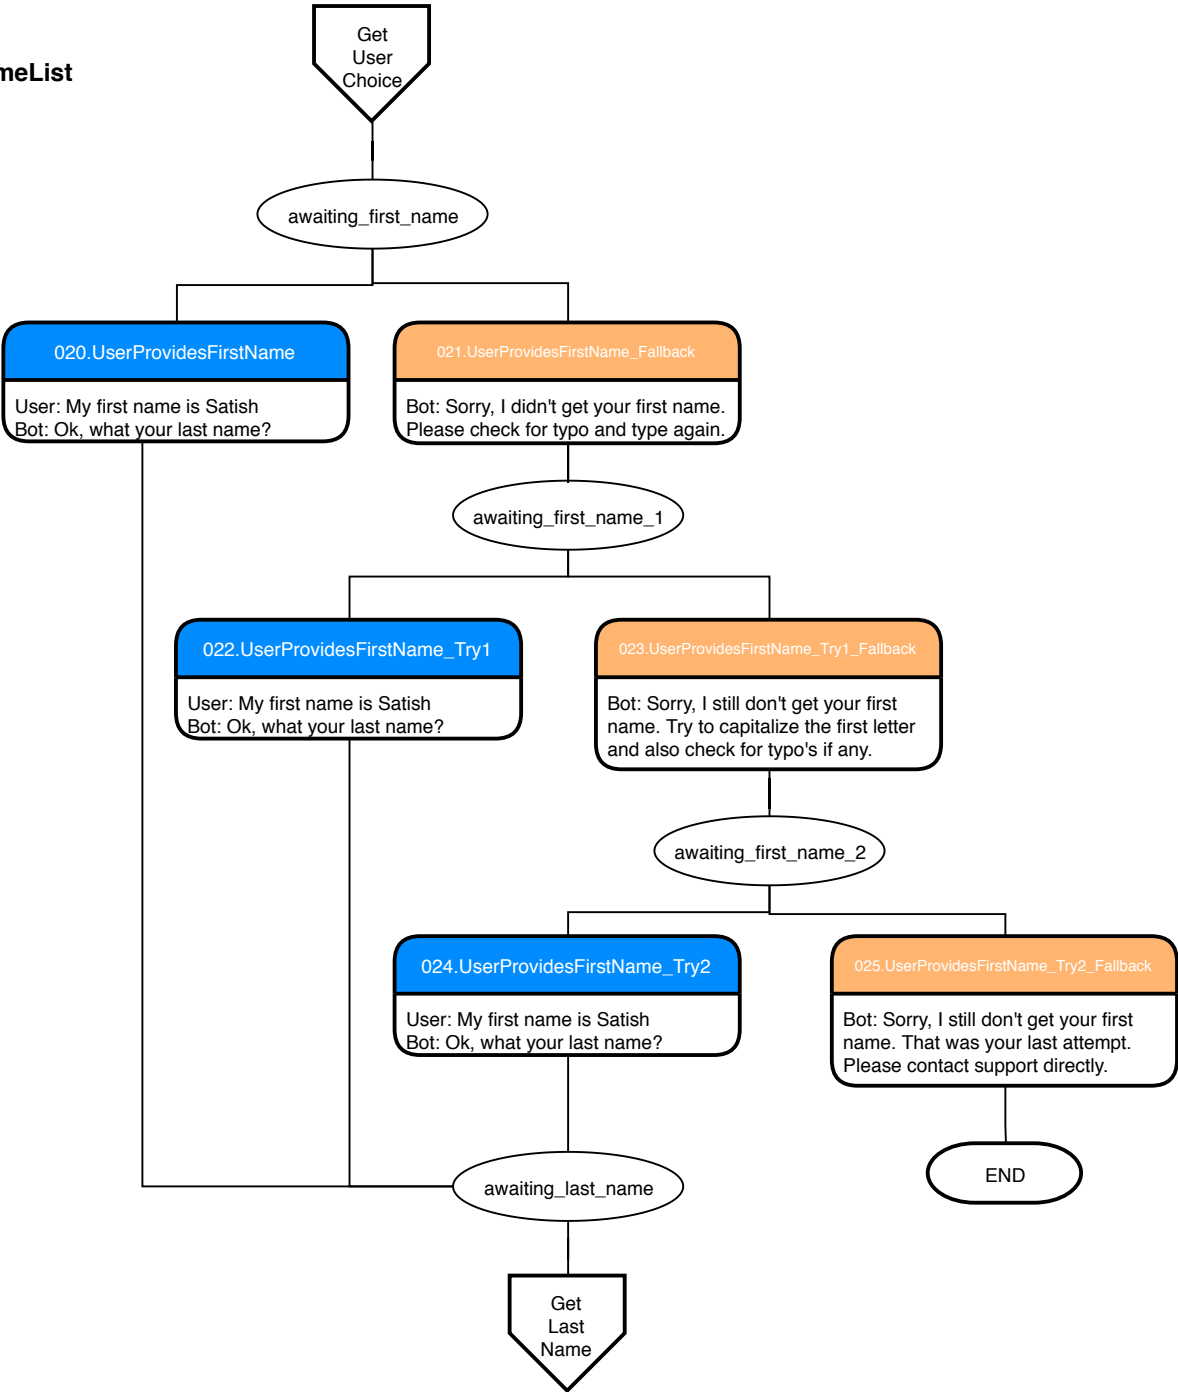 Get
User
Choice
meList
awaiting_first_name
020.UserProvidesFirstName
User: My first name is Satish
Bot: Ok, what your last name?
021.UserProvidesFirstName_Fallback
Bot: Sorry, I didn't get your first name.
Please check for typo and type again.
awaiting_first_name_1
022.UserProvidesFirstName_Try1
User: My first name is Satish
Bot: Ok, what your last name?
023.UserProvidesFirstName_Try1_Fallback
Bot: Sorry, I still don't get your first
name. Try to capitalize the first letter
and also check for typo's if any.
awaiting_first_name_2
024.UserProvidesFirstName_Try2
User: My first name is Satish
Bot: Ok, what your last name?
025.UserProvidesFirstName_Try2_Fallback
Bot: Sorry, I still don't get your first
name. That was your last attempt.
Please contact support directly.
awaiting_last_name
END
Get
Last
Name